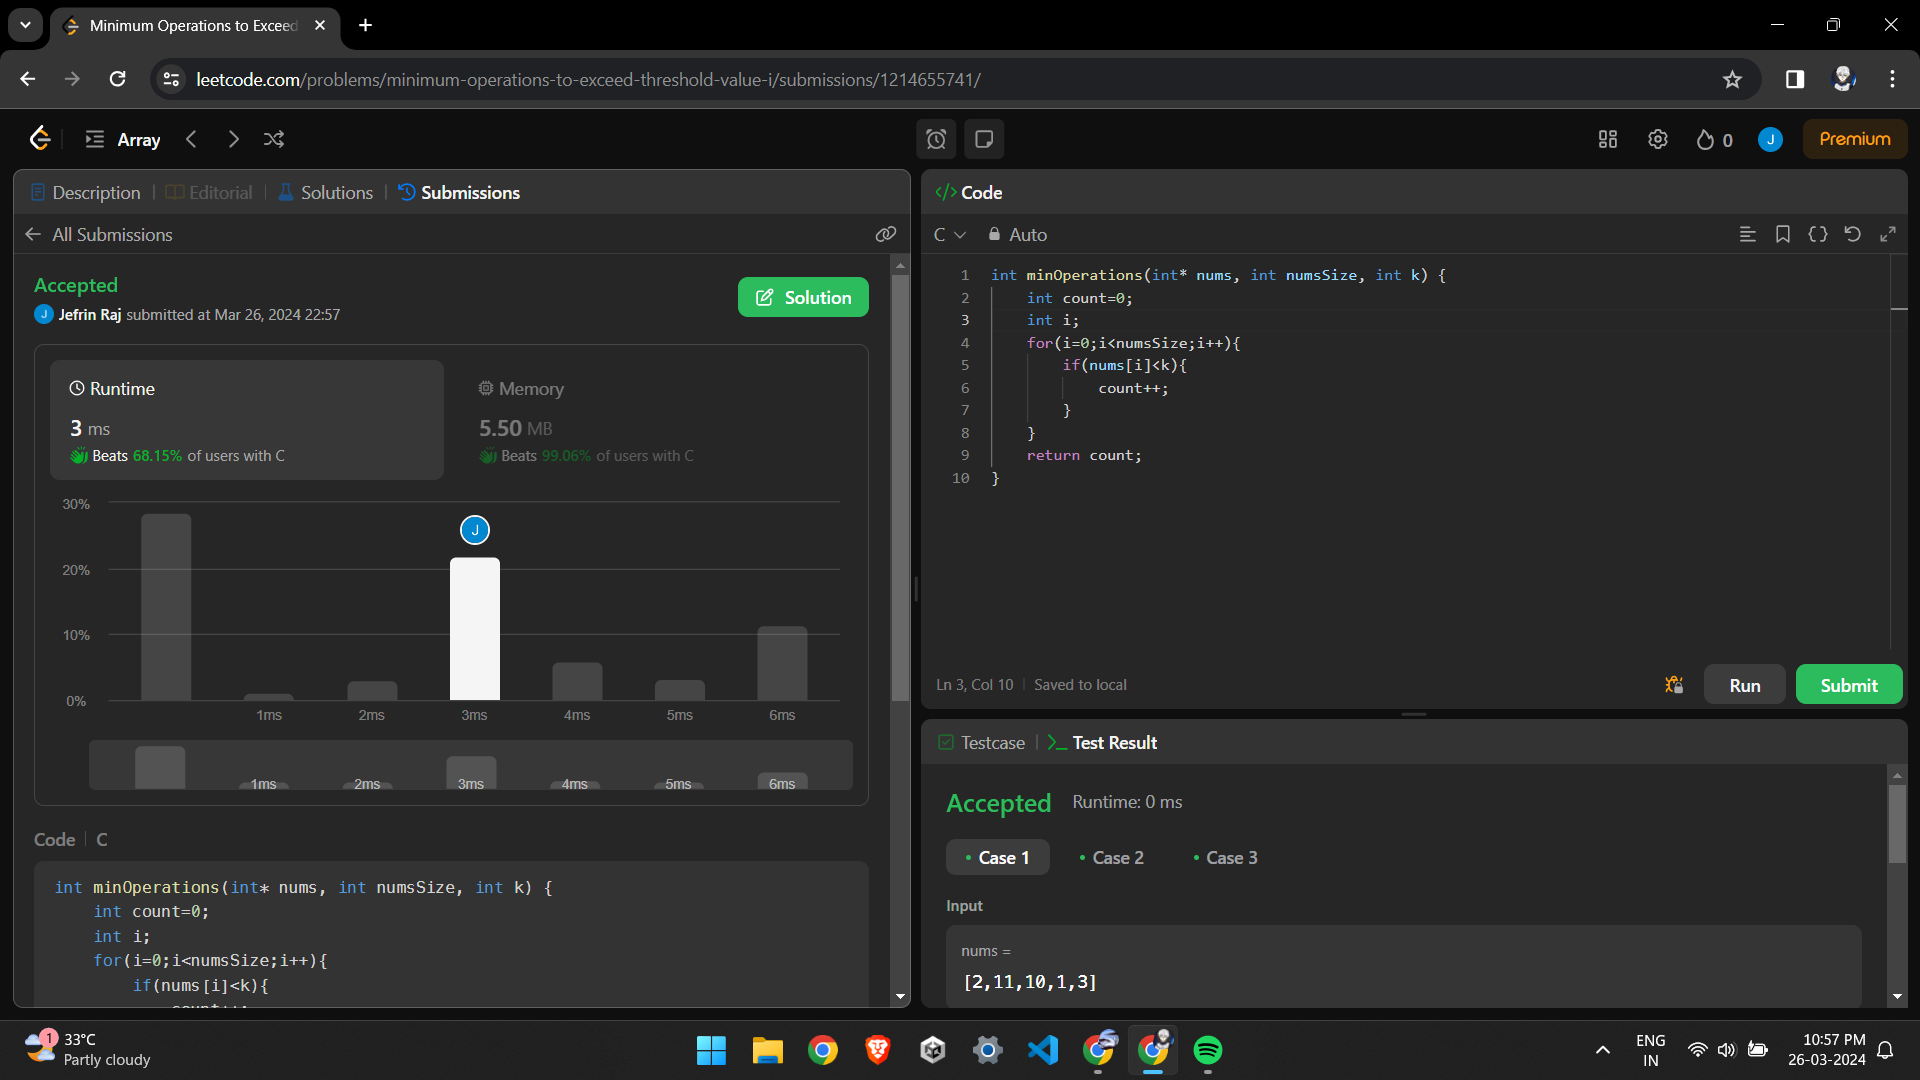 Minimum Operations to Exceed
leetcode.com/problems/minimum-operations-to-exceed-threshold-value-i/submissions/1214655741/
Array
0
J
Premium
Description
Editorial
Solutions
Submissions
All Submissions
Accepted
J Jefrin Raj submitted at Mar 26, 2024 22:57
Solution
Runtime
3 ms
Beats 68.15% of users with C
Memory
5.50 MB
Beats 99.06% of users with C
30%
20%
10%
0%
J
1ms 2ms 3ms 4ms 5ms 6ms
1ms 2ms 3ms 4ms 5ms 6ms
Code C
int minOperations(int* nums, int numsSize, int k) {
    int count=0;
    int i;
    for(i=0;i<numsSize;i++){
        if(nums[i]<k){
            count++;
</> Code
C Auto
1 int minOperations(int* nums, int numsSize, int k) {
2     int count=0;
3     int i;
4     for(i=0;i<numsSize;i++){
5         if(nums[i]<k){
6             count++;
7         }
8     }
9     return count;
10 }
Ln 3, Col 10 Saved to local
Run
Submit
Testcase
Test Result
Accepted Runtime: 0 ms
Case 1
Case 2
Case 3
Input
nums =
[2,11,10,1,3]
1
33°C
Partly cloudy
ENG
IN
10:57 PM
26-03-2024